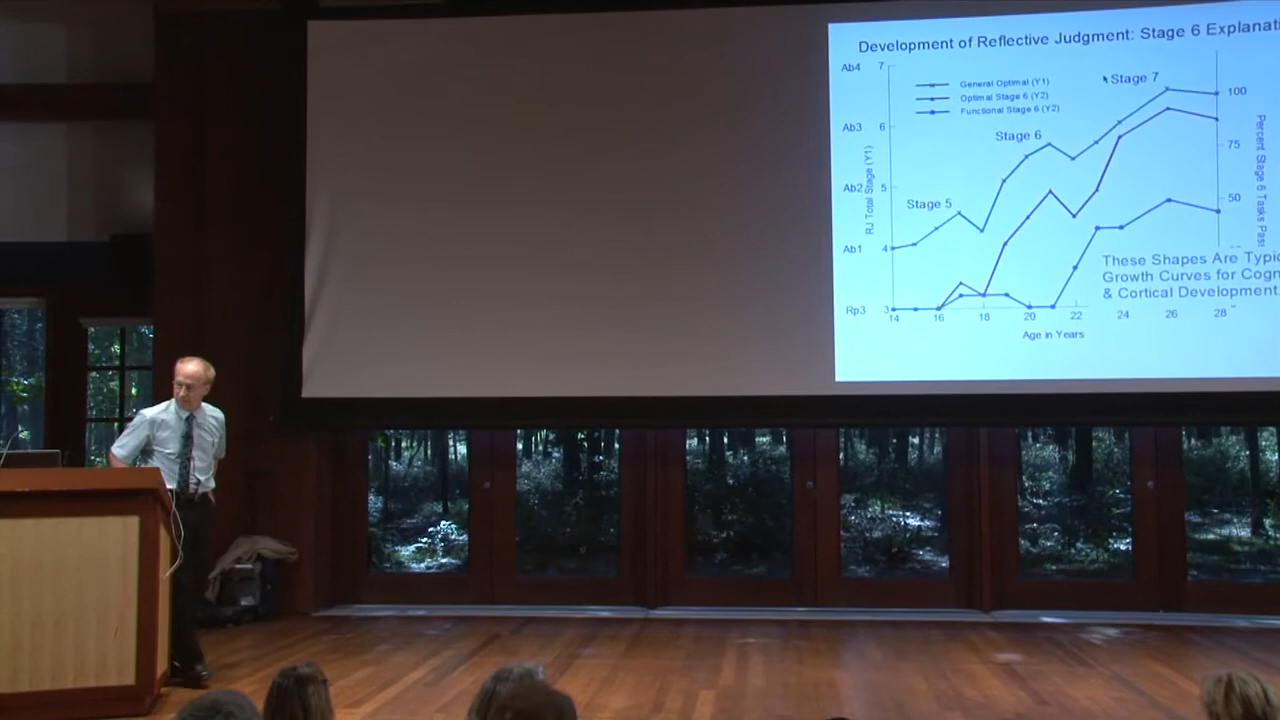 Development of Reflective Judgment: Stage 6 Explanati
Ab4 7
General Optimal (Y1)
Optimal Stage 6 (Y2)
Functional Stage 6 (Y2)
Stage 7
100
Ab3 6
Stage 6
75
Ab2 5
Stage 5
50
RJ Total Stage (Y1)
Percent Stage 6 Tasks Pass
Ab1 4
These Shapes Are Typic
Growth Curves for Cogn
& Cortical Development
Rp3 3
14 16 18 20 22 24 26 28
Age in Years